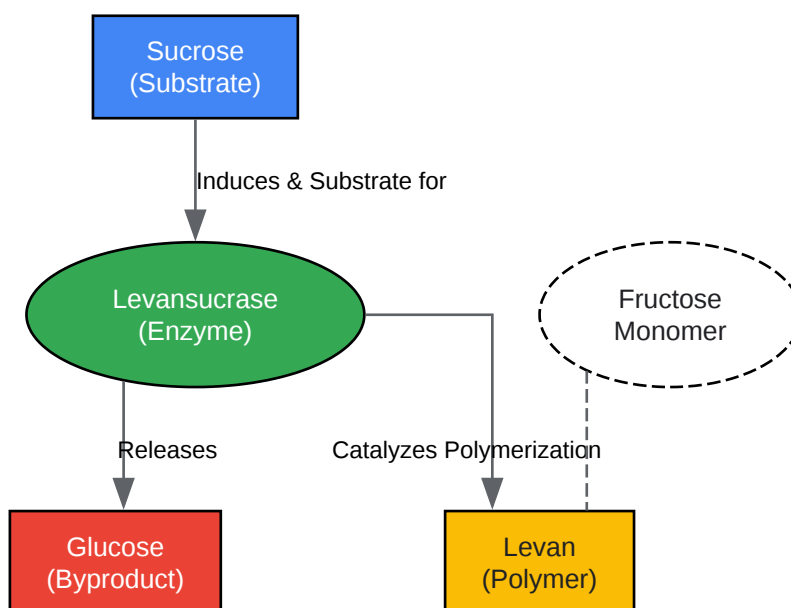 Sucrose
(Substrate)
Induces & Substrate for
Levansucrase
(Enzyme)
Fructose
Monomer
Releases
Catalyzes Polymerization
Glucose
(Byproduct)
Levan
(Polymer)